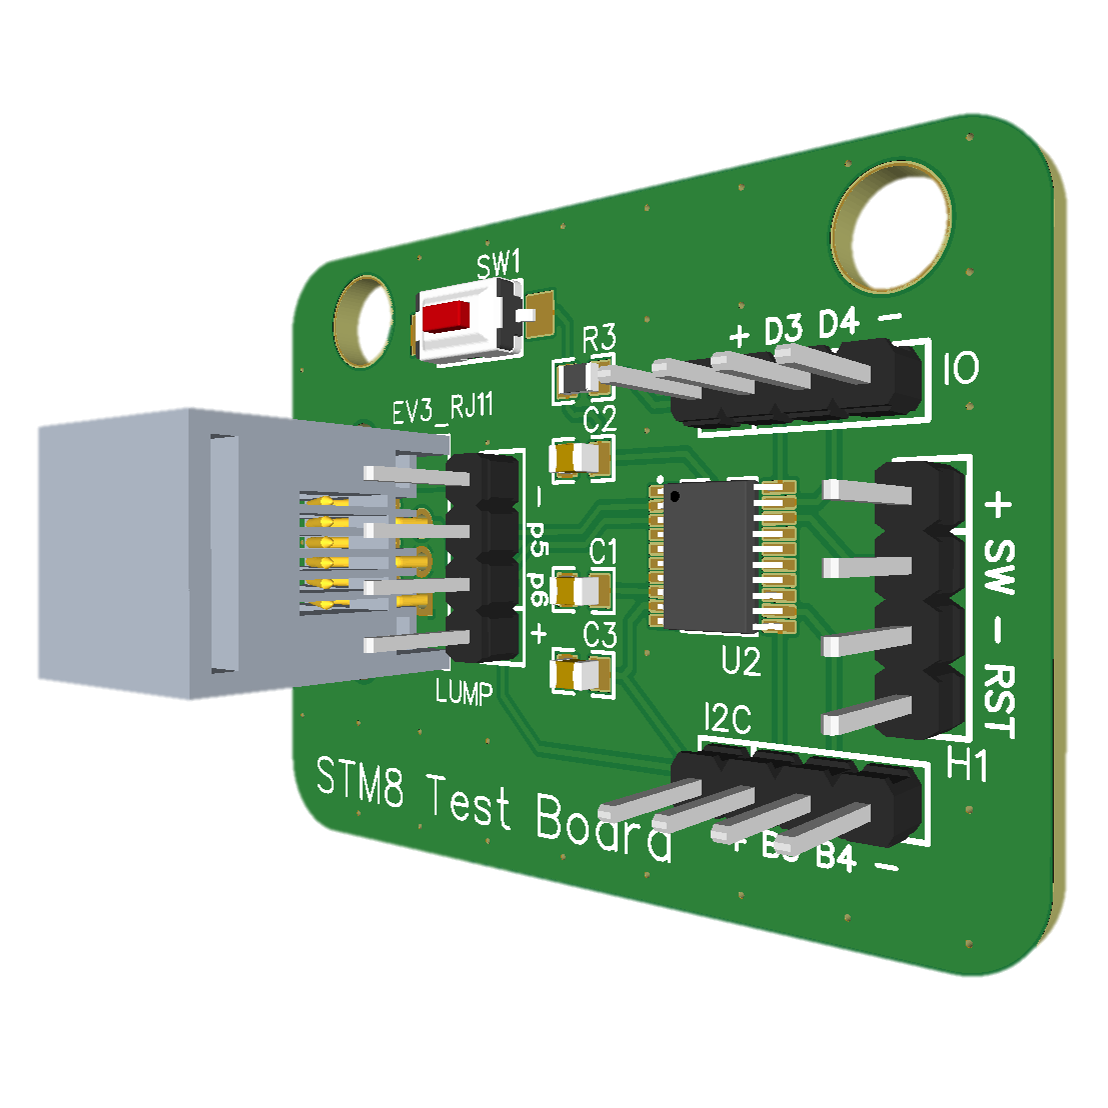 SW1
+ D3 D4 -
R3
IO
EV3_RJ11
C2
-
p5
p6
+
C1
C3
U2
+ SW - RST
H1
LUMP
I2C
STM8 Test Board
+ B5 B4 -